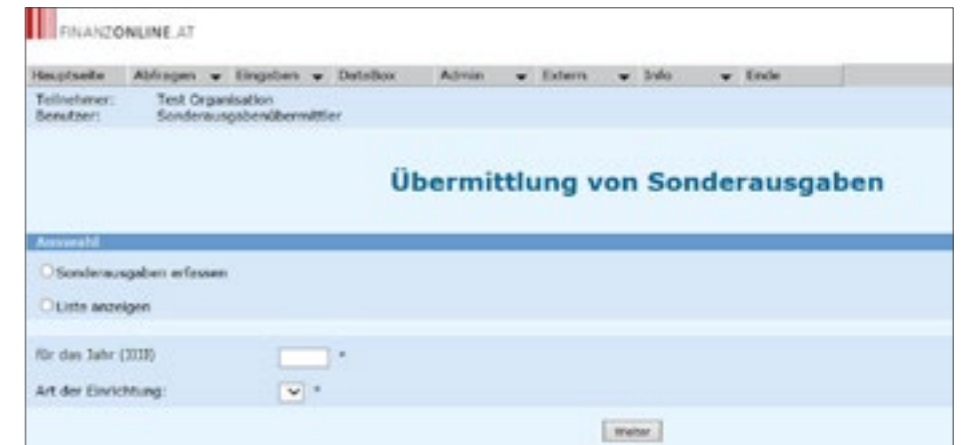 FINANZONLINE.AT
Hauptseite Abfragen Eingeben DataBox Admin Extern Info Ende
Teilnehmer: Test Organisation
Benutzer: Sonderausgabenübermittler
Übermittlung von Sonderausgaben
Auswahl
Sonderausgaben erfassen
Liste anzeigen
für das Jahr (JJJJ) *
Art der Einrichtung: *
Weiter